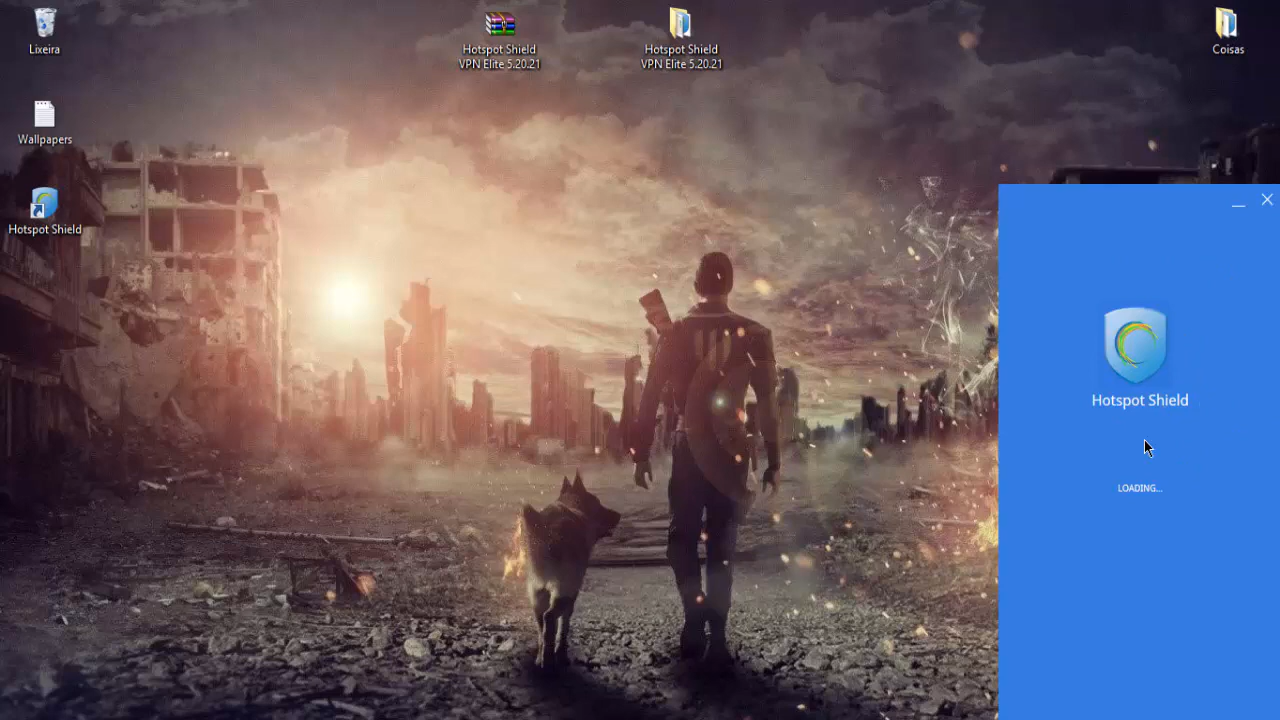 Lixeira
Hotspot Shield
VPN Elite 5.20.21
Hotspot Shield
VPN Elite 5.20.21
Coisas
Wallpapers
Hotspot Shield
Hotspot Shield
LOADING...